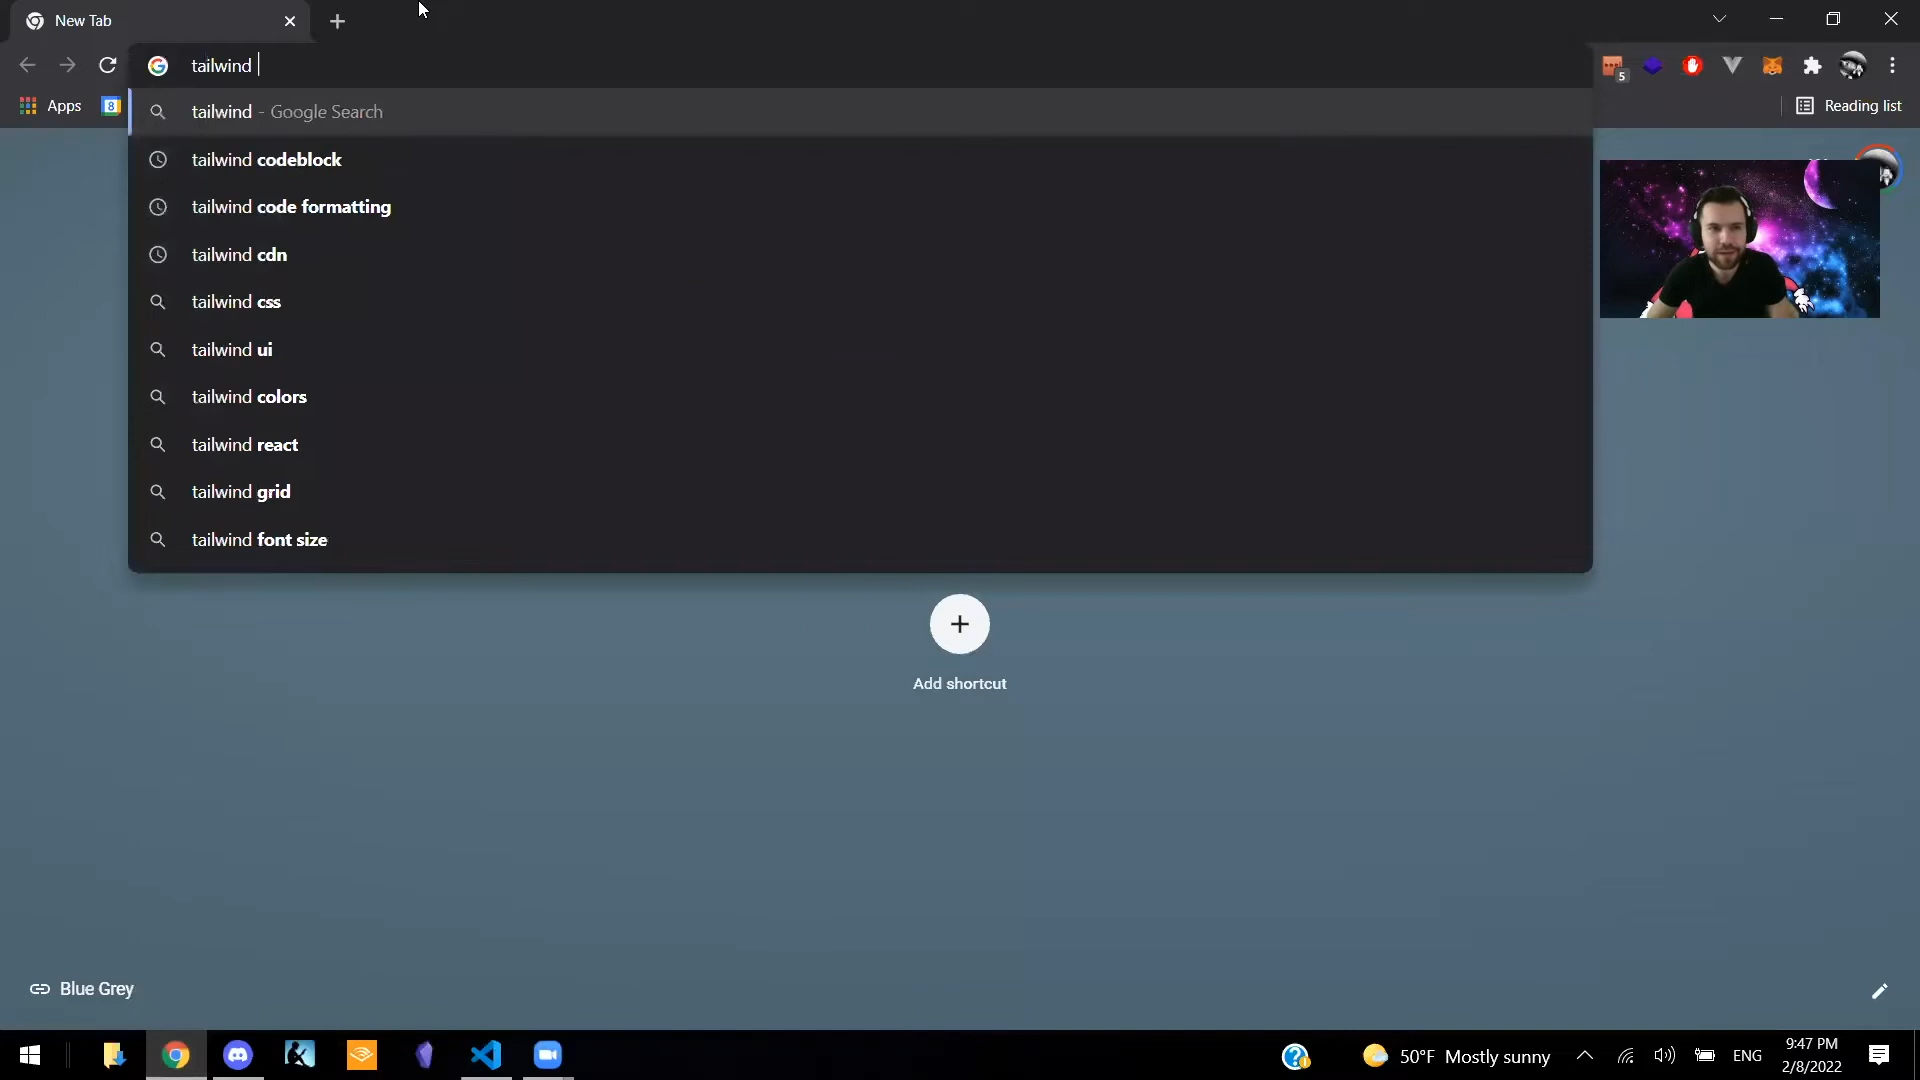 New Tab
tailwind
5
Apps
8
Reading list
tailwind - Google Search
tailwind codeblock
tailwind code formatting
tailwind cdn
tailwind css
tailwind ui
tailwind colors
tailwind react
tailwind grid
tailwind font size
Add shortcut
Blue Grey
50°F Mostly sunny
ENG
9:47 PM
2/8/2022